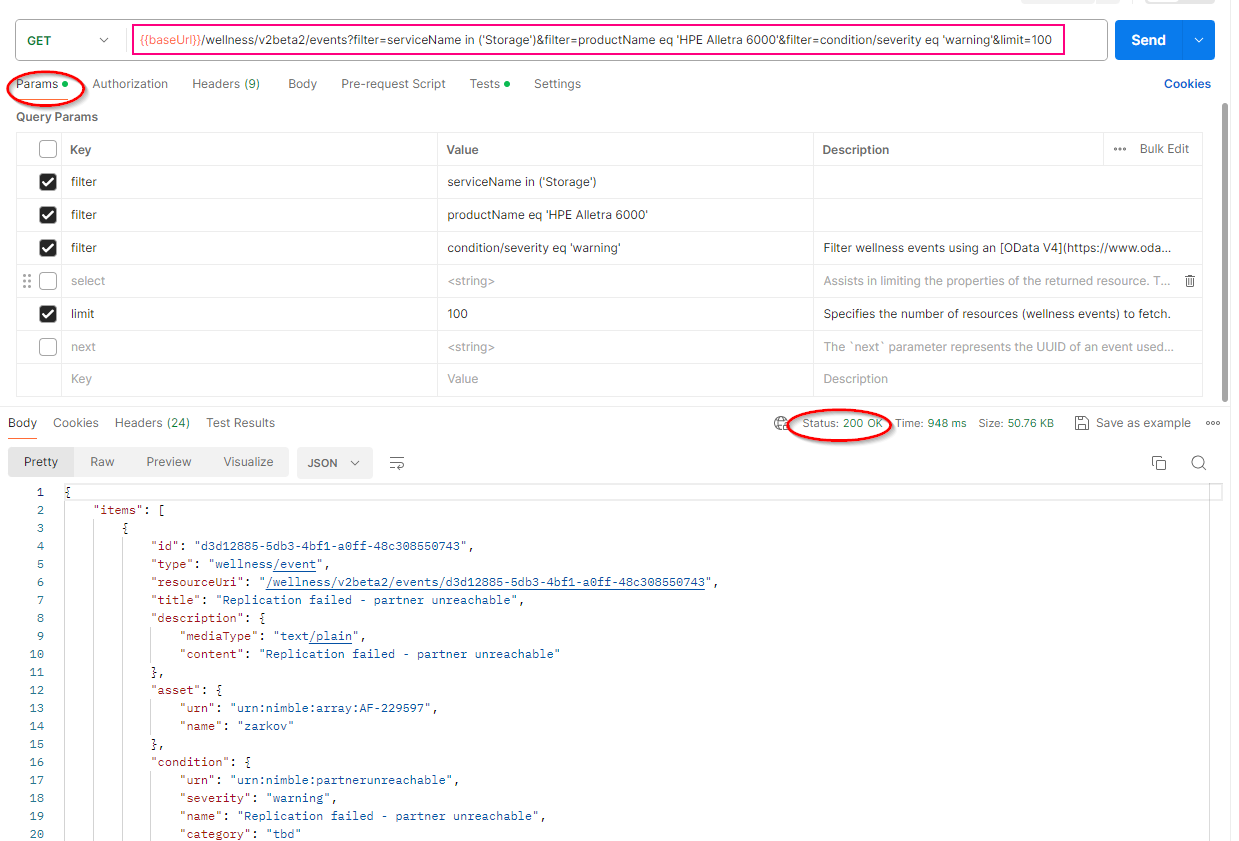 GET {{baseUrl}}/wellness/v2beta2/events?filter=serviceName in ('Storage')&filter=productName eq 'HPE Alletra 6000'&filter=condition/severity eq 'warning'&limit=100 Send
Params Authorization Headers (9) Body Pre-request Script Tests Settings Cookies
Query Params
Key Value Description ••• Bulk Edit
filter serviceName in ('Storage')
filter productName eq 'HPE Alletra 6000'
filter condition/severity eq 'warning' Filter wellness events using an [OData V4](https://www.oda...
select <string> Assists in limiting the properties of the returned resource. T...
limit 100 Specifies the number of resources (wellness events) to fetch.
next <string> The `next` parameter represents the UUID of an event used...
Key Value Description
Body Cookies Headers (24) Test Results Status: 200 OK Time: 948 ms Size: 50.76 KB Save as example
Pretty Raw Preview Visualize JSON
1 {
2 "items": [
3 {
4 "id": "d3d12885-5db3-4bf1-a0ff-48c308550743",
5 "type": "wellness/event",
6 "resourceUri": "/wellness/v2beta2/events/d3d12885-5db3-4bf1-a0ff-48c308550743",
7 "title": "Replication failed - partner unreachable",
8 "description": {
9 "mediaType": "text/plain",
10 "content": "Replication failed - partner unreachable"
11 },
12 "asset": {
13 "urn": "urn:nimble:array:AF-229597",
14 "name": "zarkov"
15 },
16 "condition": {
17 "urn": "urn:nimble:partnerunreachable",
18 "severity": "warning",
19 "name": "Replication failed - partner unreachable",
20 "category": "tbd"